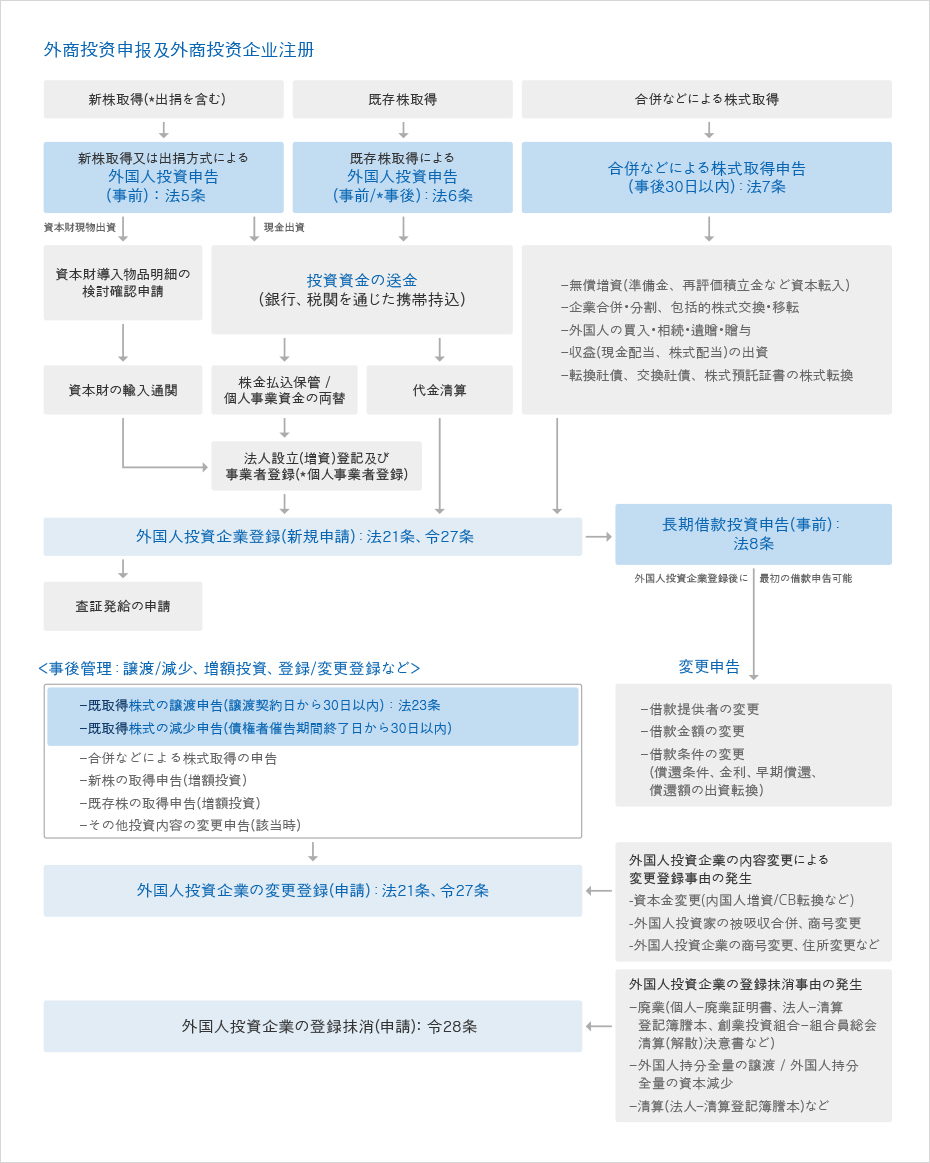 外商投资申报及外商投资企业注册
新株取得(*出捐を含む)
既存株取得
合併などによる株式取得
新株取得又は出捐方式による
外国人投資申告
(事前)：法5条
既存株取得による
外国人投資申告
(事前/*事後)：法6条
合併などによる株式取得申告
(事後30日以内)：法7条
資本財現物出資
現金出資
資本財導入物品明細の
検討確認申請
投資資金の送金
(銀行、税関を通じた携帯持込)
–無償増資(準備金、再評価積立金など資本転入)
–企業合併・分割、包括的株式交換・移転
–外国人の買入・相続・遺贈・贈与
–収益(現金配当、株式配当)の出資
–転換社債、交換社債、株式預託証書の株式転換
資本財の輸入通関
株金払込保管 /
個人事業資金の両替
代金清算
法人設立(増資)登記及び
事業者登録(*個人事業者登録)
外国人投資企業登録(新規申請)：法21条、令27条
長期借款投資申告(事前)：
法8条
外国人投資企業登録後に
最初の借款申告可能
査証発給の申請
<事後管理：譲渡/減少、増額投資、登録/変更登録など>
–既取得株式の譲渡申告(譲渡契約日から30日以内)：法23条
–既取得株式の減少申告(債権者催告期間終了日から30日以内)
–合併などによる株式取得の申告
–新株の取得申告(増額投資)
–既存株の取得申告(増額投資)
–その他投資内容の変更申告(該当時)
変更申告
–借款提供者の変更
–借款金額の変更
–借款条件の変更
(償還条件、金利、早期償還、
償還額の出資転換)
外国人投資企業の変更登録(申請)：法21条、令27条
外国人投資企業の内容変更による
変更登録事由の発生
-資本金変更(内国人増資/CB転換など)
-外国人投資家の被吸収合併、商号変更
-外国人投資企業の商号変更、住所変更など
外国人投資企業の登録抹消(申請)：令28条
外国人投資企業の登録抹消事由の発生
–廃業(個人–廃業証明書、法人–清算
登記簿謄本、創業投資組合–組合員総会
清算(解散)決意書など)
–外国人持分全量の譲渡 / 外国人持分
全量の資本減少
–清算(法人–清算登記簿謄本)など